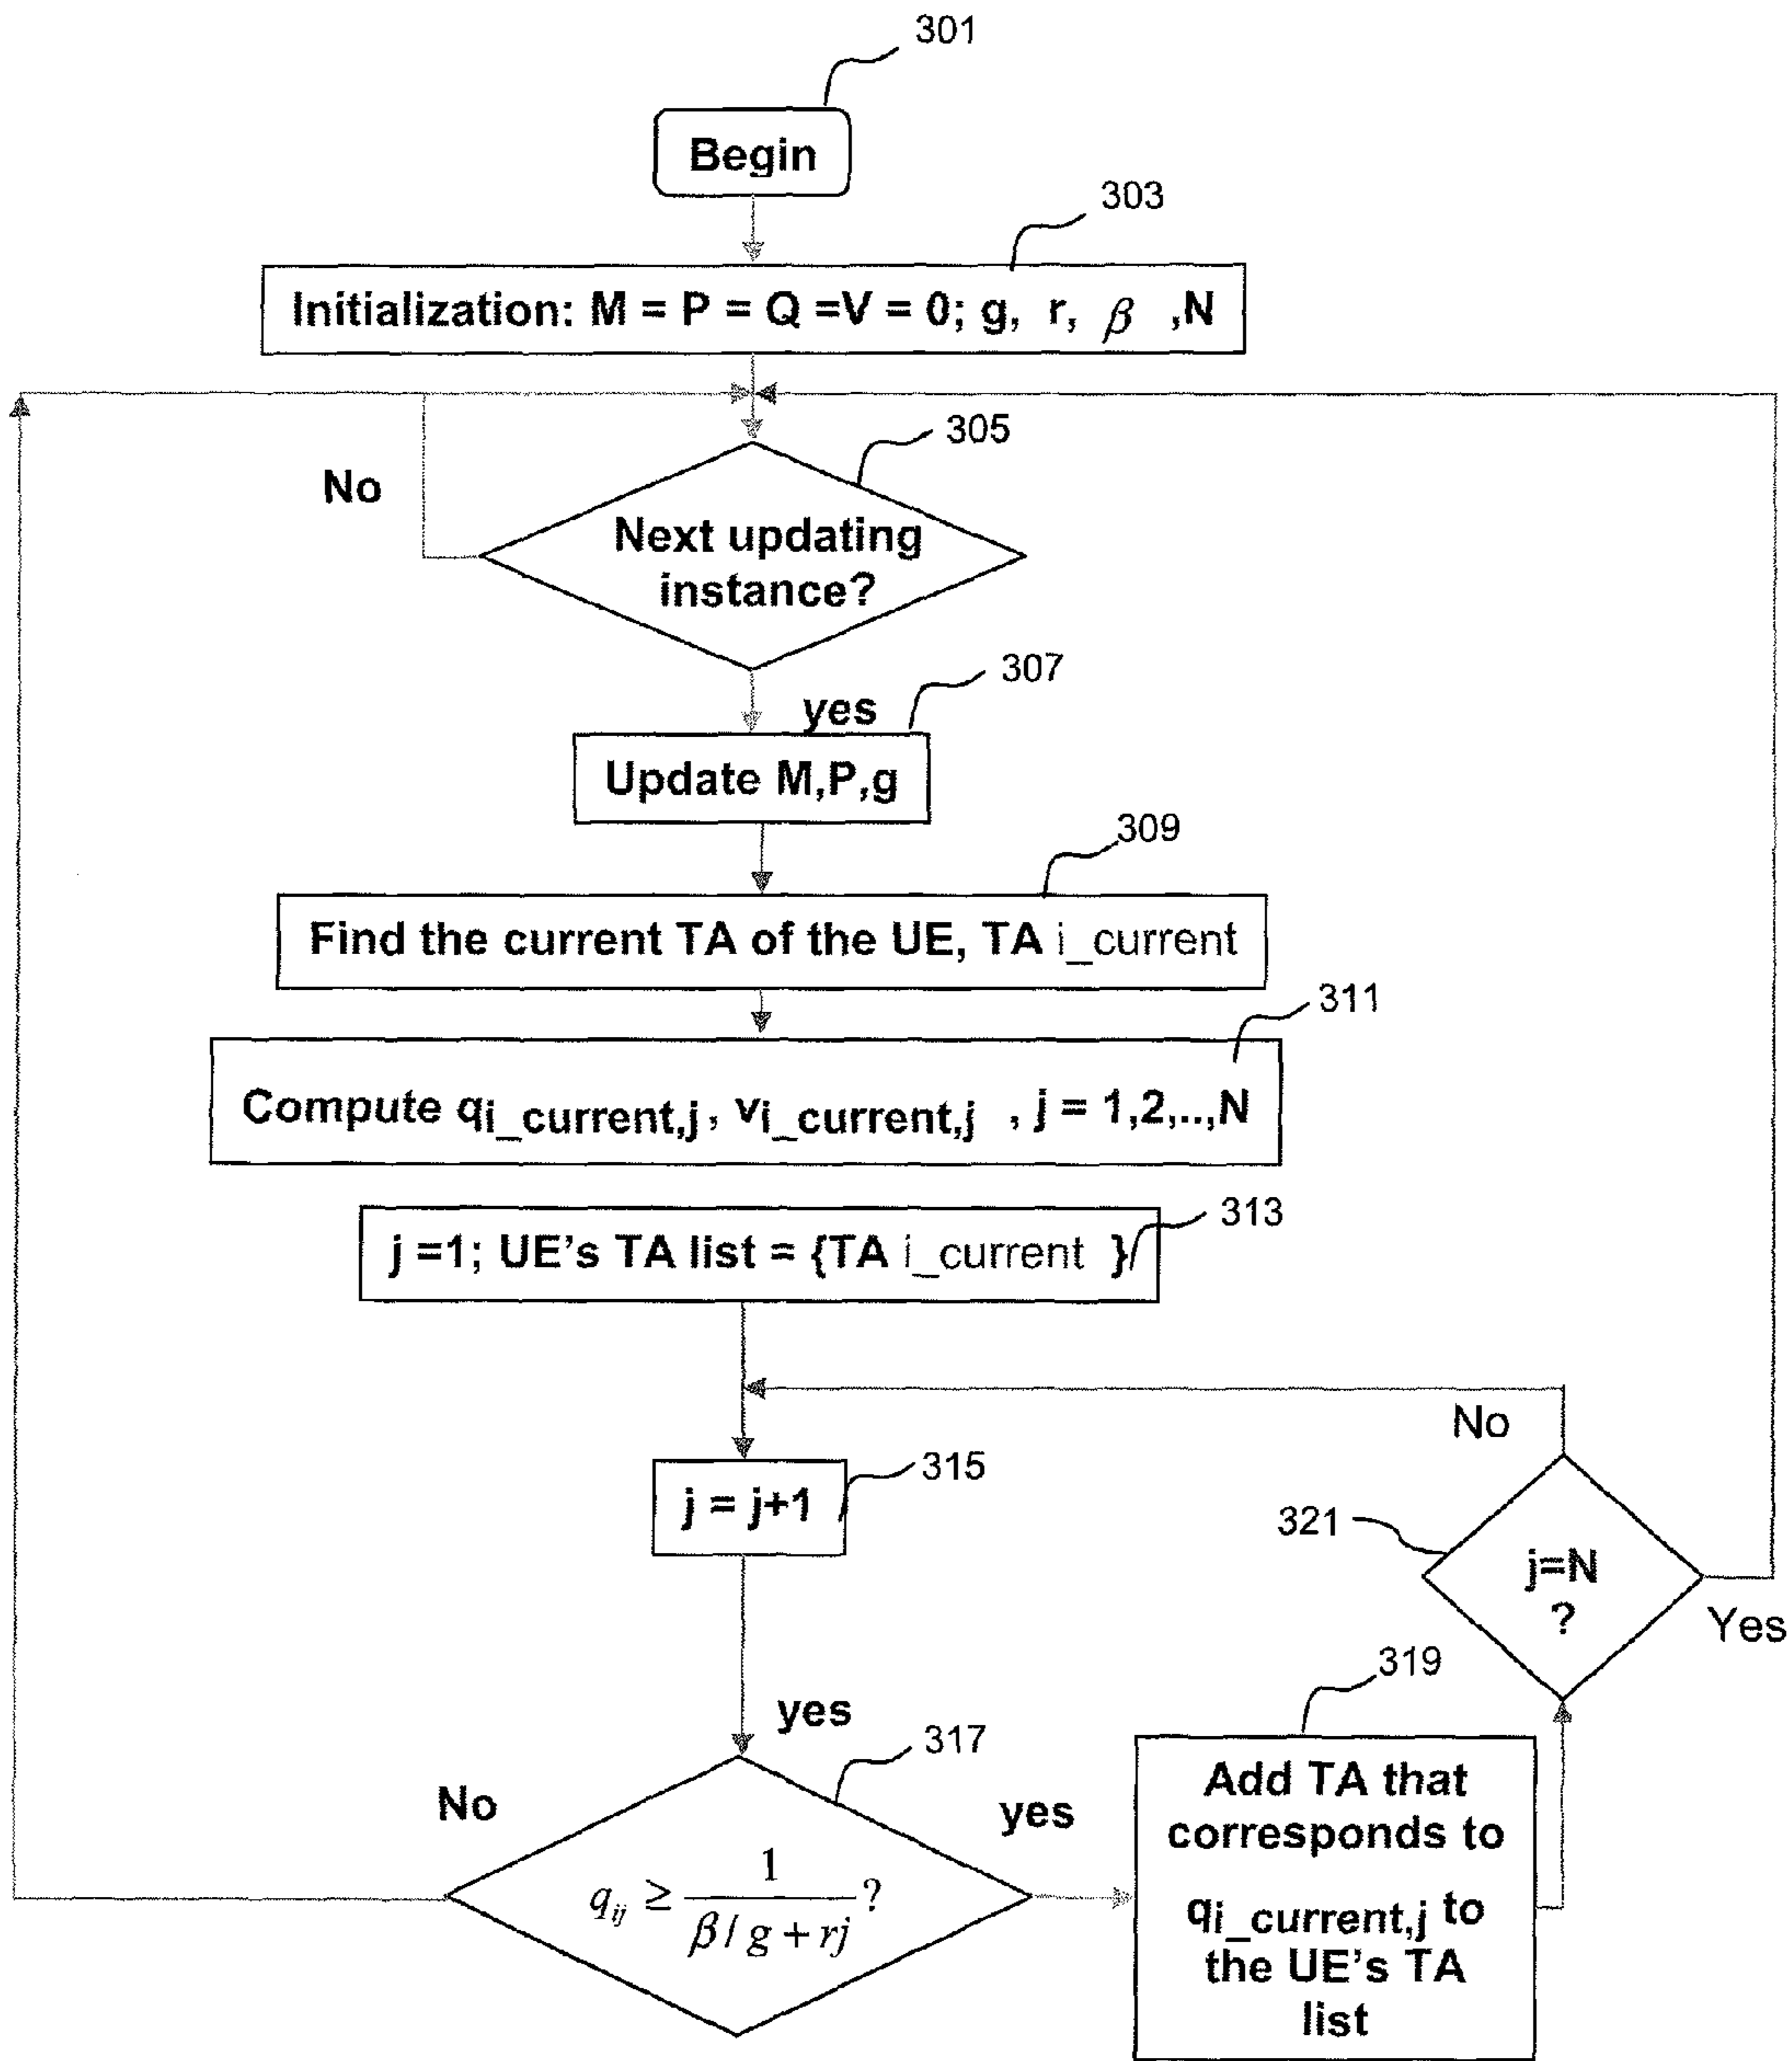 301
Begin
303
Initialization: M = P = Q =V = 0; g, r, β ,N
305
No
Next updating
instance?
307
yes
Update M,P,g
309
Find the current TA of the UE, TA i_current
311
Compute qi_current,j, vi_current,j , j = 1,2,..,N
313
j =1; UE's TA list = {TA i_current }
No
315
j = j+1
321
j=N
?
Yes
319
yes
317
No
yes
q_ij ≥ 1 / (β / g + rj) ?
Add TA that
corresponds to
qi_current,j to
the UE's TA
list